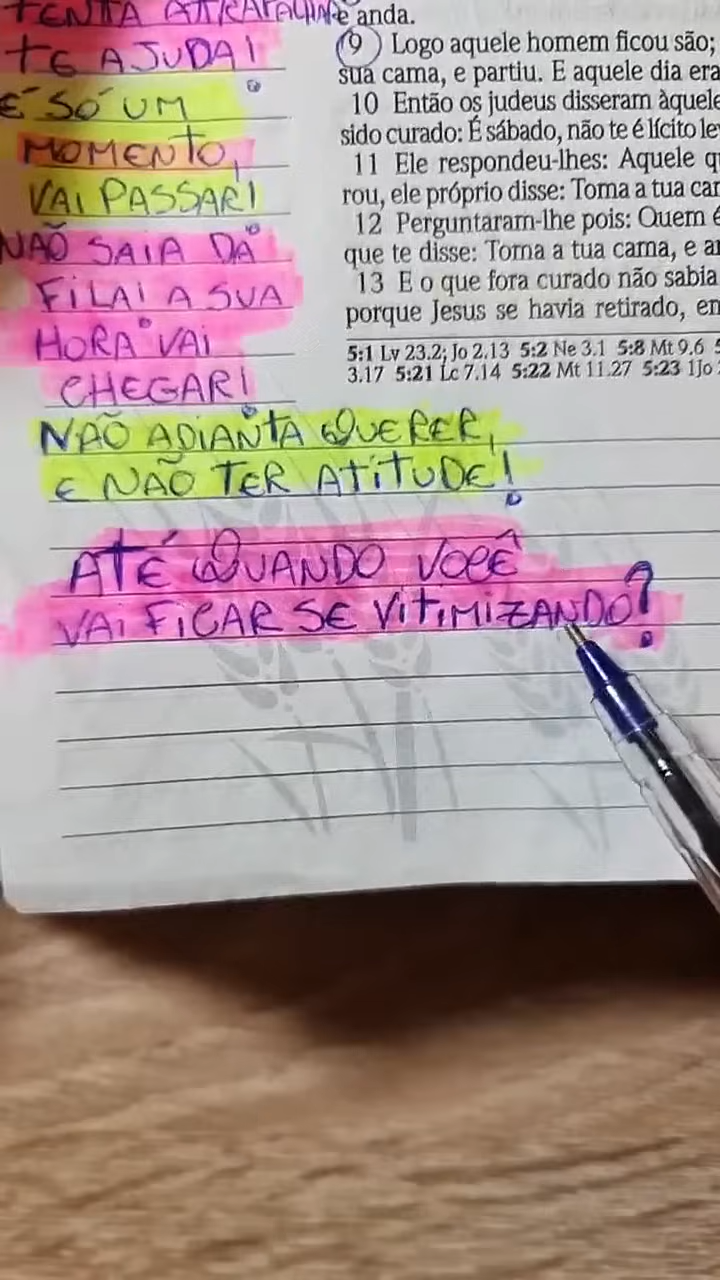 TENTA ATRAPALHAR
TE AJUDA!
É SÓ UM
MOMENTO,
VAI PASSAR!
NÃO SAIA DA
FILA! A SUA
HORA VAI
CHEGAR!
NÃO ADIANTA QUERER,
E NÃO TER ATITUDE!
ATÉ QUANDO VOCÊ
VAI FICAR SE VITIMIZANDO?
e anda.
9 Logo aquele homem ficou são;
sua cama, e partiu. E aquele dia era
10 Então os judeus disseram àquele
sido curado: É sábado, não te é lícito le
11 Ele respondeu-lhes: Aquele q
rou, ele próprio disse: Toma a tua ca
12 Perguntaram-lhe pois: Quem é
que te disse: Toma a tua cama, e a
13 E o que fora curado não sabia
porque Jesus se havia retirado, em
5:1 Lv 23.2; Jo 2.13 5:2 Ne 3.1 5:8 Mt 9.6 5
3.17 5:21 Lc 7.14 5:22 Mt 11.27 5:23 1Jo